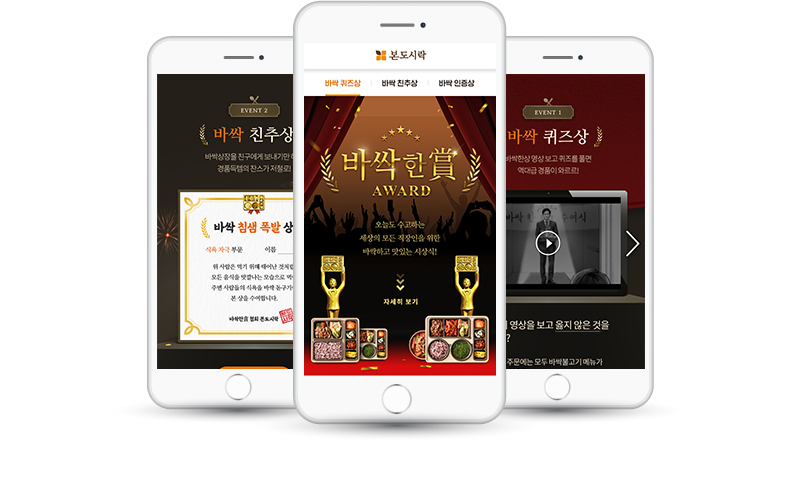 EVENT 2
바싹 친추상
바싹상장을 친구에게 보내기만
경품득템의 찬스가 저절로!
바싹 침샘 폭발 상
식욕 자극 부문 이름
위 사람은 먹기 위해 태어난 것처럼
모든 음식을 맛깔나는 모습으로
주변 사람들의 식욕을 바싹 돋구
본 상을 수여합니다.
바싹한賞 협회 본도시락
본도시락
바싹 퀴즈상
바싹 친추상
바싹 인증상
바싹한賞
AWARD
오늘도 수고하는
세상의 모든 직장인을 위한
바싹하고 맛있는 시상식!
자세히 보기
EVENT 1
바싹 퀴즈상
바싹한상 영상 보고 퀴즈를 풀면
역대급 경품이 와르르!
영상을 보고 옳지 않은 것을
?
주문에는 모두 바싹불고기 메뉴가